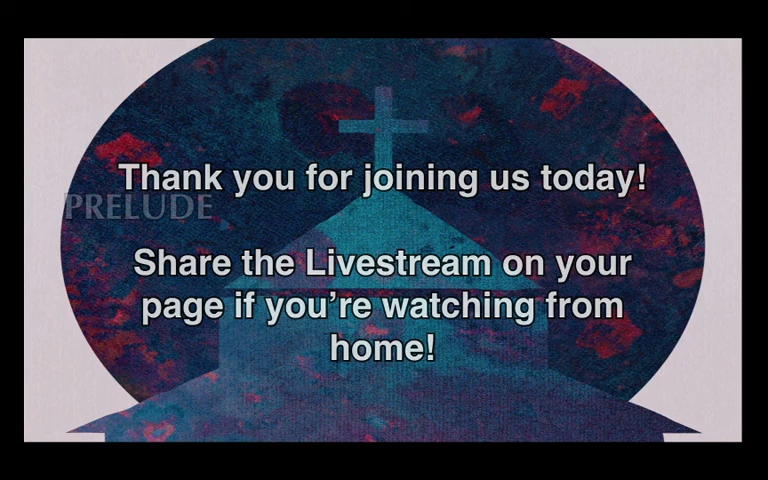 Thank you for joining us today!
PRELUDE
Share the Livestream on your
page if you’re watching from
home!